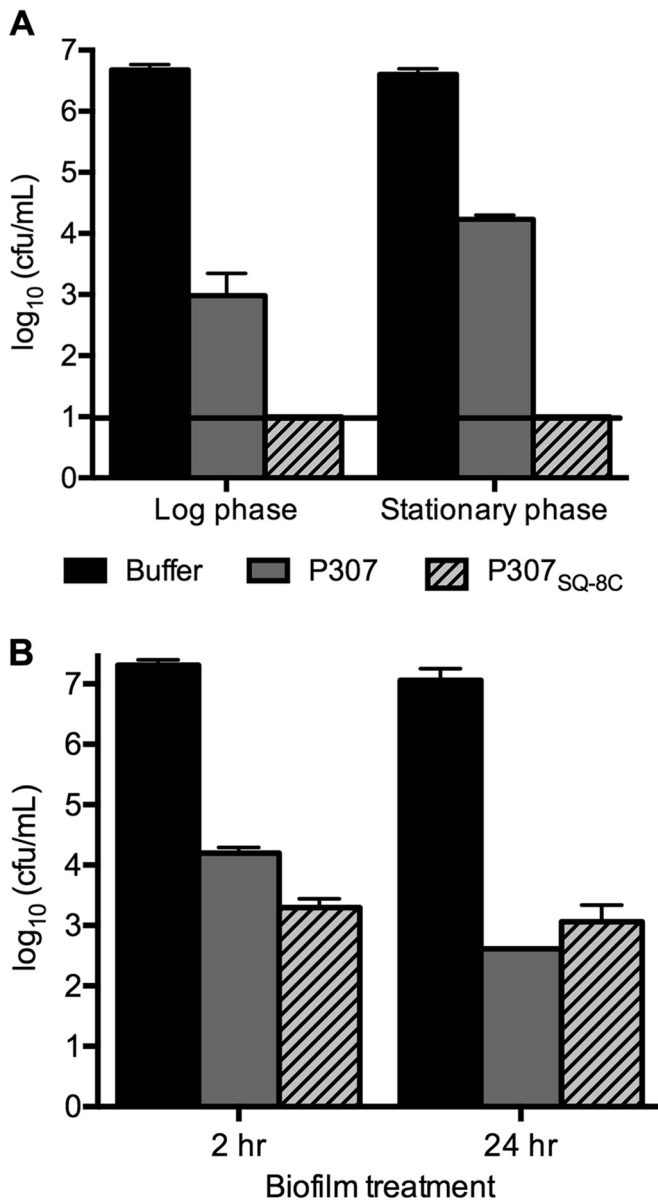 A
log10 (cfu/mL)
7
6
5
4
3
2
1
0
Log phase Stationary phase
Buffer P307 P307SQ-8C
B
log10 (cfu/mL)
7
6
5
4
3
2
1
0
2 hr 24 hr
Biofilm treatment